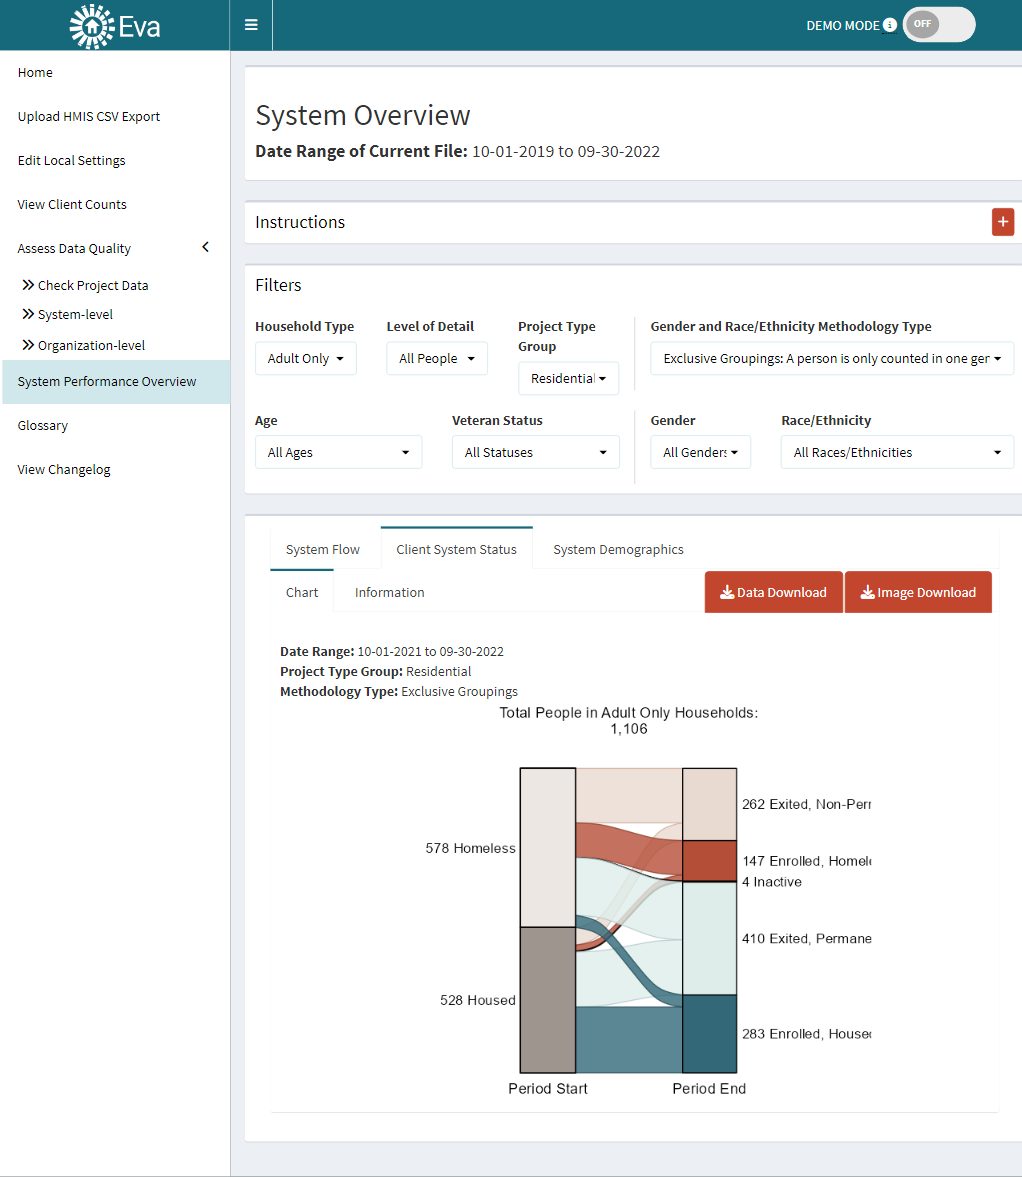 Eva
DEMO MODE i OFF
Home
Upload HMIS CSV Export
Edit Local Settings
View Client Counts
Assess Data Quality
Check Project Data
System-level
Organization-level
System Performance Overview
Glossary
View Changelog
System Overview
Date Range of Current File: 10-01-2019 to 09-30-2022
Instructions
Filters
Household Type
Adult Only
Level of Detail
All People
Project Type
Group
Residential
Gender and Race/Ethnicity Methodology Type
Exclusive Groupings: A person is only counted in one ger
Age
All Ages
Veteran Status
All Statuses
Gender
All Genders
Race/Ethnicity
All Races/Ethnicities
System Flow
Client System Status
System Demographics
Chart
Information
Data Download
Image Download
Date Range: 10-01-2021 to 09-30-2022
Project Type Group: Residential
Methodology Type: Exclusive Groupings
Total People in Adult Only Households:
1,106
578 Homeless
528 Housed
262 Exited, Non-Perr
147 Enrolled, Homele
4 Inactive
410 Exited, Permane
283 Enrolled, Housed
Period Start
Period End